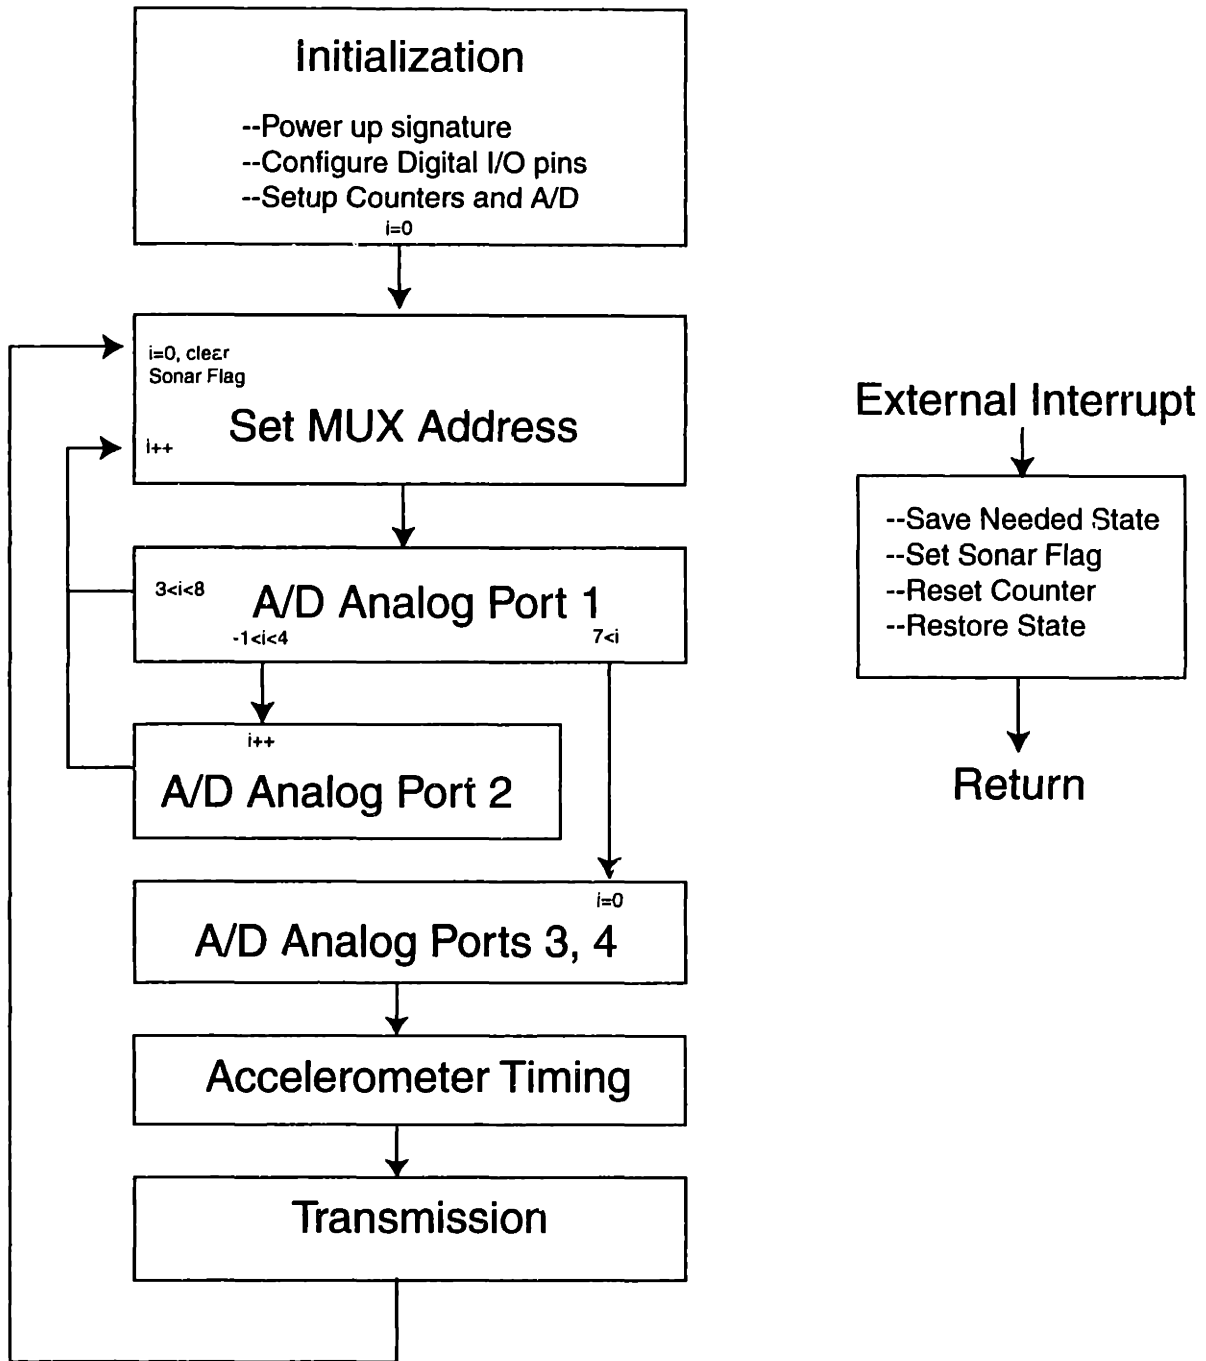 Initialization
--Power up signature
--Configure Digital I/O pins
--Setup Counters and A/D
i=0
i=0, clear
Sonar Flag
Set MUX Address
i++
3<i<8
A/D Analog Port 1
-1<i<4
7<i
i++
A/D Analog Port 2
i=0
A/D Analog Ports 3, 4
Accelerometer Timing
Transmission
External Interrupt
--Save Needed State
--Set Sonar Flag
--Reset Counter
--Restore State
Return